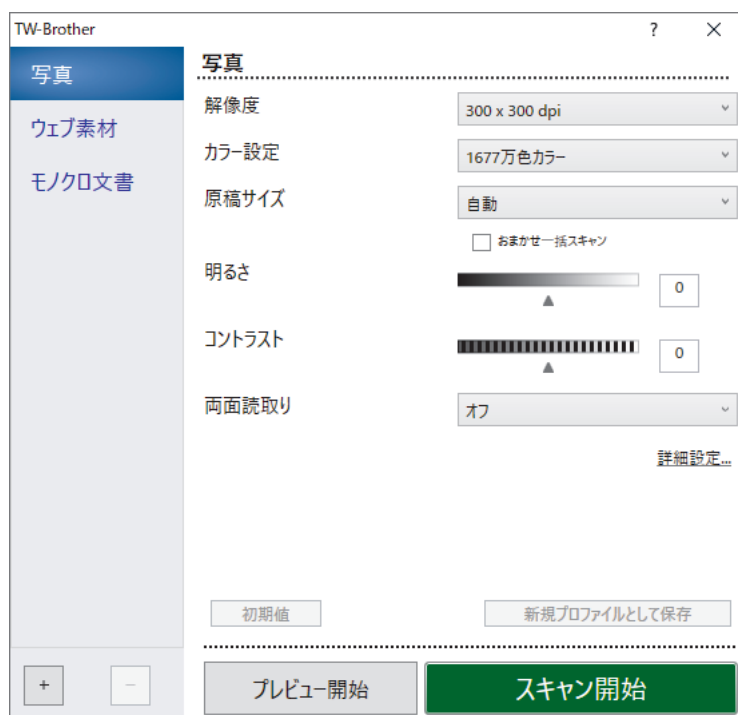 TW-Brother ? ×
写真
ウェブ素材
モノクロ文書
写真
解像度 300 x 300 dpi
カラー設定 1677万色カラー
原稿サイズ 自動
おまかせ一括スキャン
明るさ 0
コントラスト 0
両面読取り オフ
詳細設定...
初期値 新規プロファイルとして保存
+ − プレビュー開始 スキャン開始